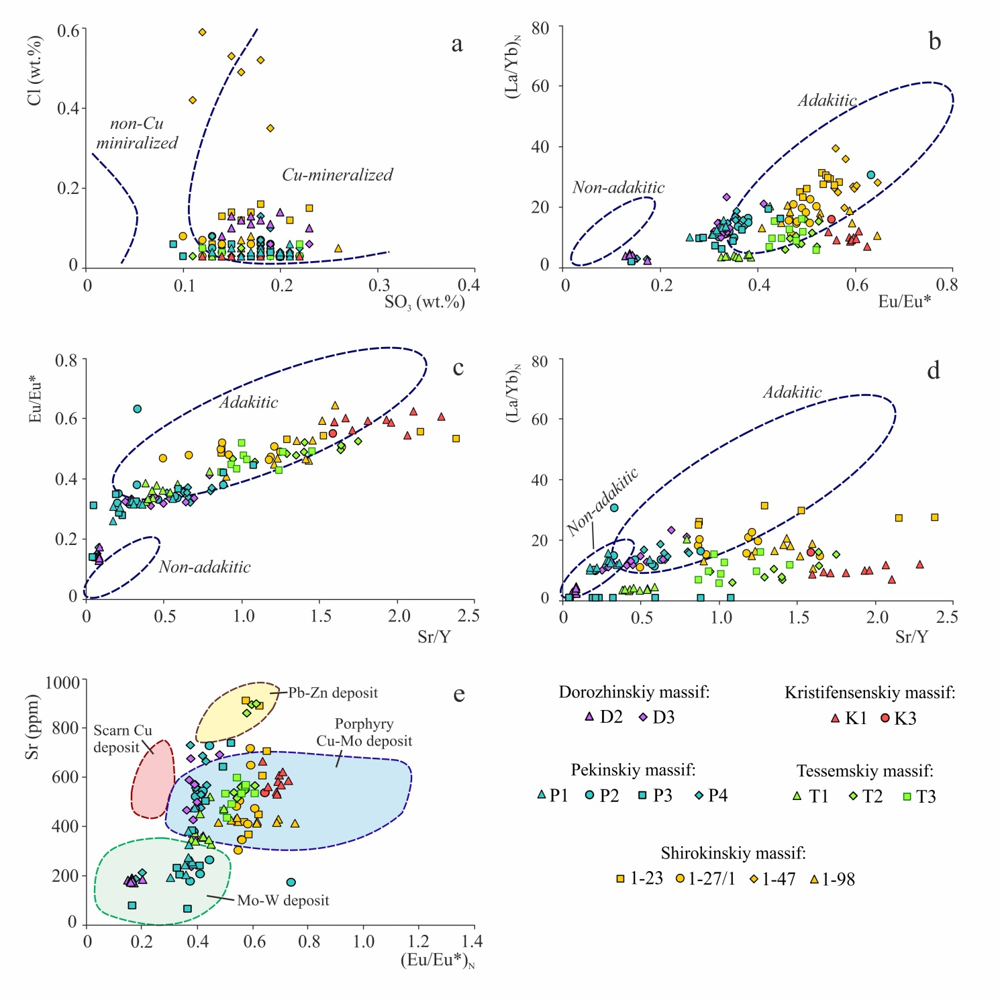 a
Cl (wt.%)
0.6
0.4
0.2
0
non-Cu
miniralized
Cu-mineralized
0
0.1
0.2
0.3
0.4
SO3 (wt.%)
b
(La/Yb)N
80
60
40
20
0
Adakitic
Non-adakitic
0
0.2
0.4
0.6
0.8
Eu/Eu*
c
Eu/Eu*
0.8
0.6
0.4
0.2
0
Adakitic
Non-adakitic
0
0.5
1.0
1.5
2.0
2.5
Sr/Y
d
(La/Yb)N
80
60
40
20
0
Adakitic
Non-adakitic
0
0.5
1.0
1.5
2.0
2.5
Sr/Y
e
Sr (ppm)
1000
800
600
400
200
0
Pb-Zn deposit
Scarn Cu
deposit
Porphyry
Cu-Mo deposit
Mo-W deposit
0
0.2
0.4
0.6
0.8
1.0
1.2
1.4
(Eu/Eu*)N
Dorozhinskiy massif:
D2 D3
Kristifensenskiy massif:
K1 K3
Pekinskiy massif:
P1 P2 P3 P4
Tessemskiy massif:
T1 T2 T3
Shirokinskiy massif:
1-23 1-27/1 1-47 1-98